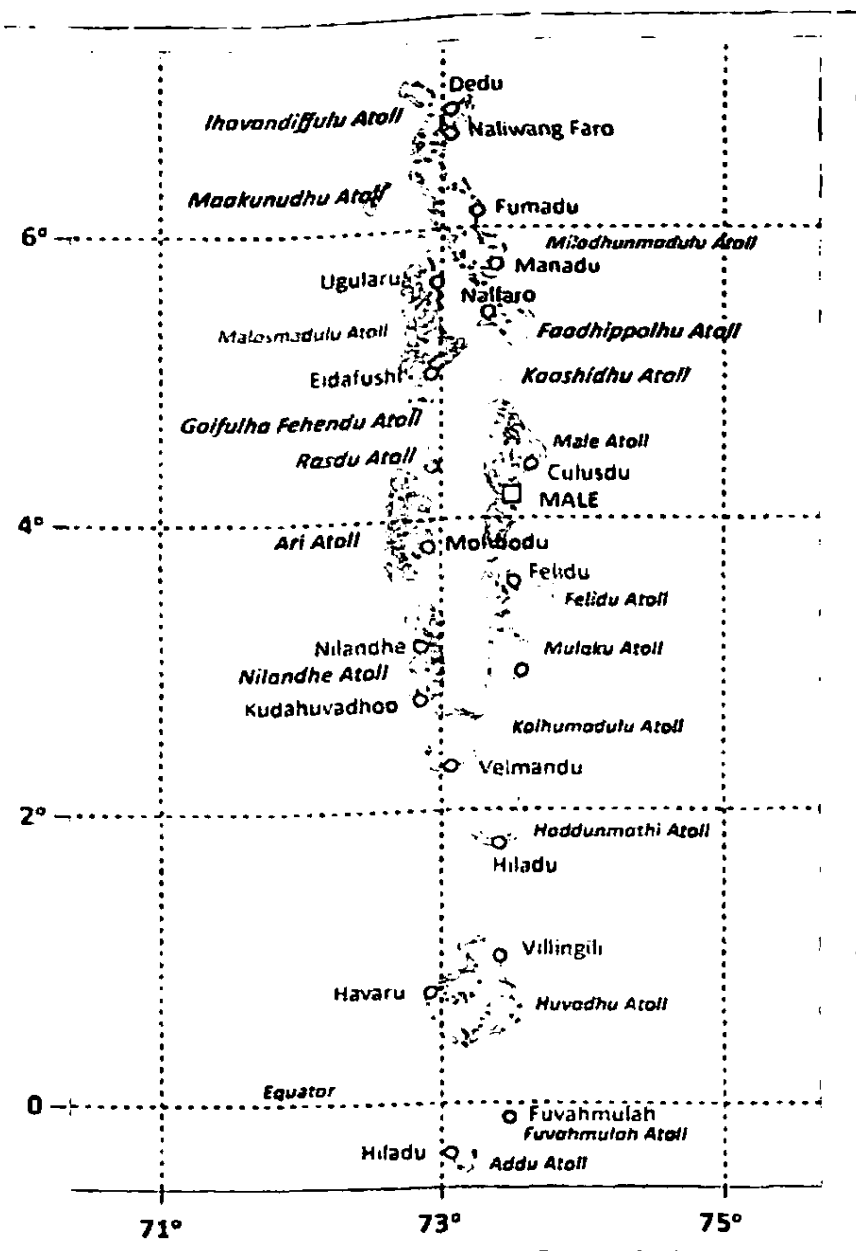 Dedu
Ihavandiffulu Atoll
Naliwang Faro
Maakunudhu Atoll
Fumadu
6°
Miladhunmadulu Atoll
Manadu
Ugularu
Naifaro
Malosmadulu Atoll
Faadhippolhu Atoll
Eidafushi
Kaashidhu Atoll
Goifulha Fehendu Atoll
Male Atoll
Rasdu Atoll
Culusdu
MALE
4°
Ari Atoll
Felidu
Felidu Atoll
Nilandhe
Mulaku Atoll
Nilandhe Atoll
Kudahuvadhoo
Kolhumadulu Atoll
Velmandu
2°
Haddunmathi Atoll
Hiladu
Villingili
Havaru
Huvadhu Atoll
Equator
0
Fuvahmulah
Fuvahmulah Atoll
Hiladu
Addu Atoll
71°
73°
75°